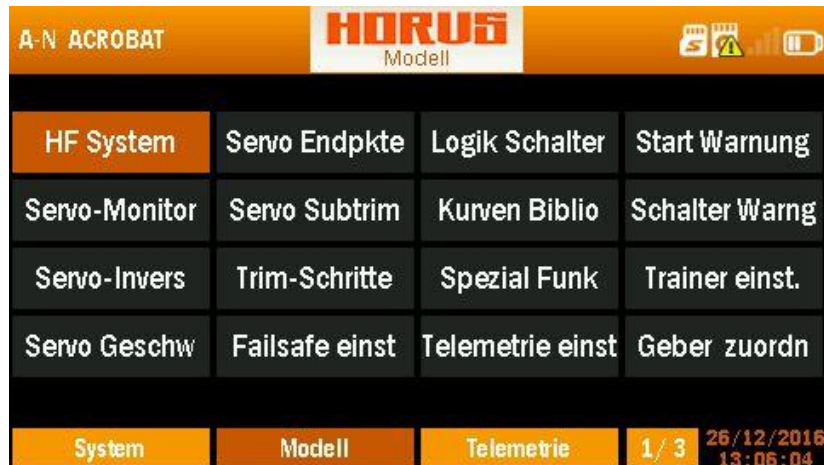 A-N ACROBAT
HORUS
Modell
HF System Servo Endpkte Logik Schalter Start Warnung
Servo-Monitor Servo Subtrim Kurven Biblio Schalter Warng
Servo-Invers Trim-Schritte Spezial Funk Trainer einst.
Servo Geschw Failsafe einst Telemetrie einst Geber zuordn
System Modell Telemetrie 1/ 3 26/12/2016
13:06:04